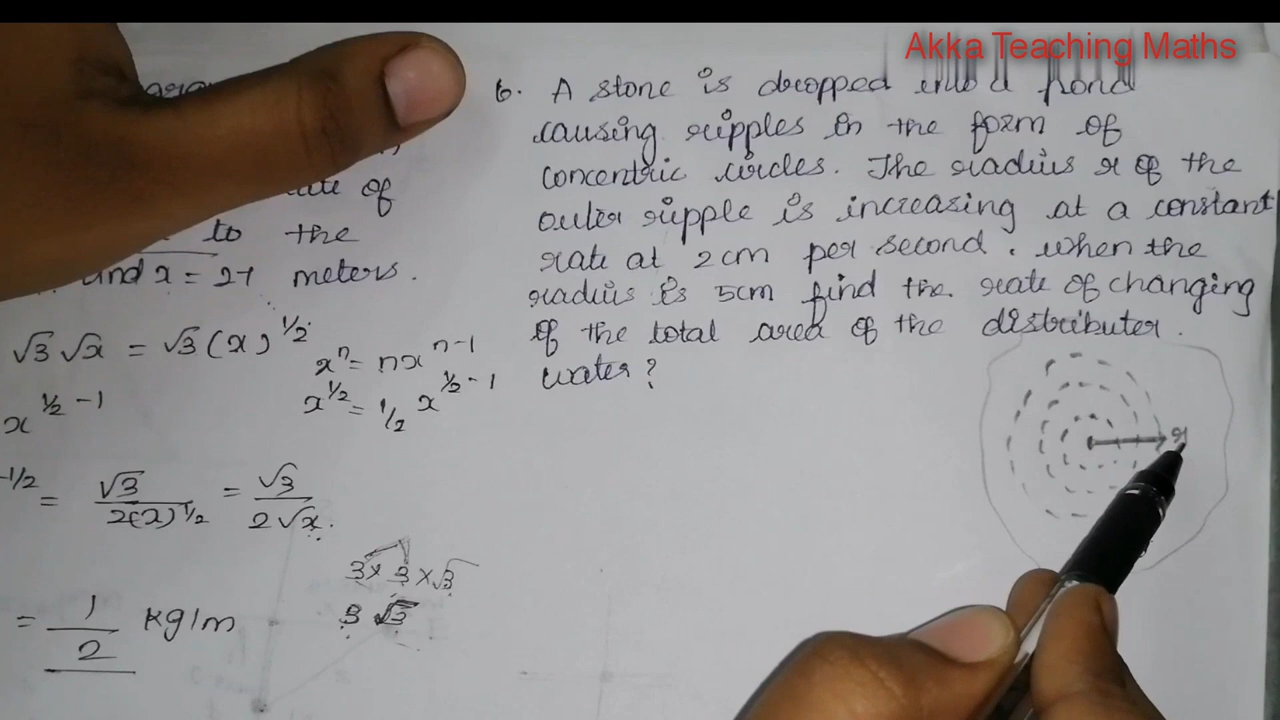 Akka Teaching Maths
ate of
to the
and x = 27 meters.
√3 √x = √3 (x)^1/2
x^n = nx^n-1
x^1/2 = 1/2 x^1/2 - 1
x^1/2 - 1
-1/2 = √3 / 2(x)^1/2 = √3 / 2√x.
3 × 3 × √3
3 √3
= 1/2 kg/m
6. A stone is dropped into a pond
causing ripples in the form of
concentric circles. The radius r of the
outer ripple is increasing at a constant
rate at 2cm per second. when the
radius is 5cm find the rate of changing
of the total area of the distributer.
water?
r